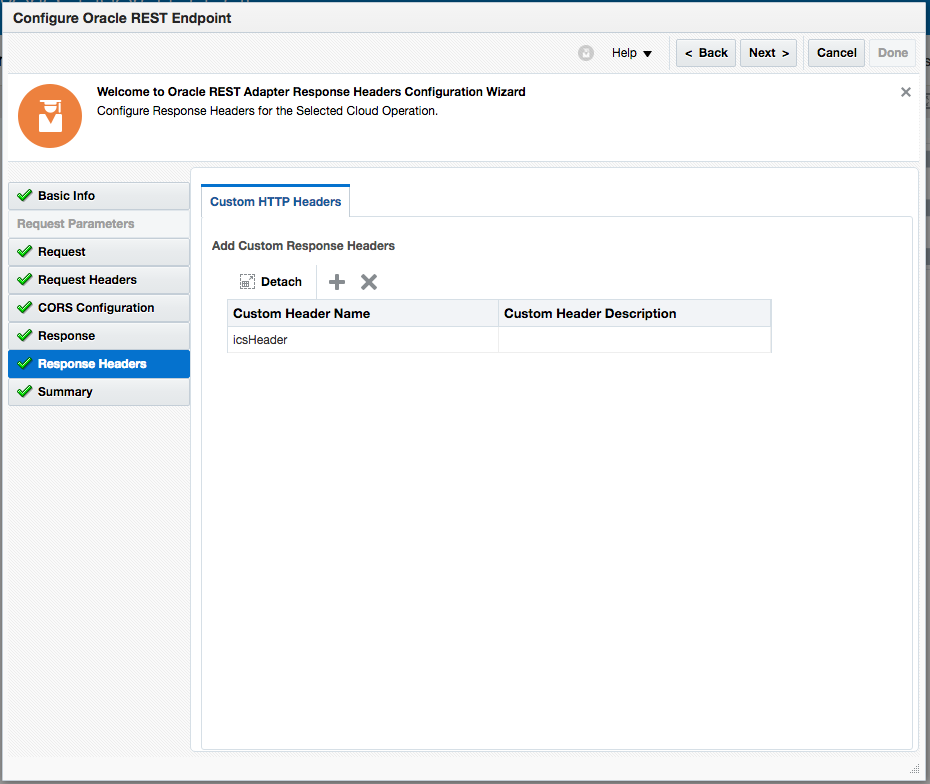 Configure Oracle REST Endpoint
Help
< Back
Next >
Cancel
Done
Welcome to Oracle REST Adapter Response Headers Configuration Wizard
Configure Response Headers for the Selected Cloud Operation.
Basic Info
Request Parameters
Request
Request Headers
CORS Configuration
Response
Response Headers
Summary
Custom HTTP Headers
Add Custom Response Headers
Detach
Custom Header Name Custom Header Description
icsHeader